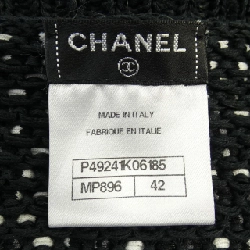 CHANEL
MADE IN ITALY
FABRIQUE EN ITALIE
P49241K06185
MP896 42